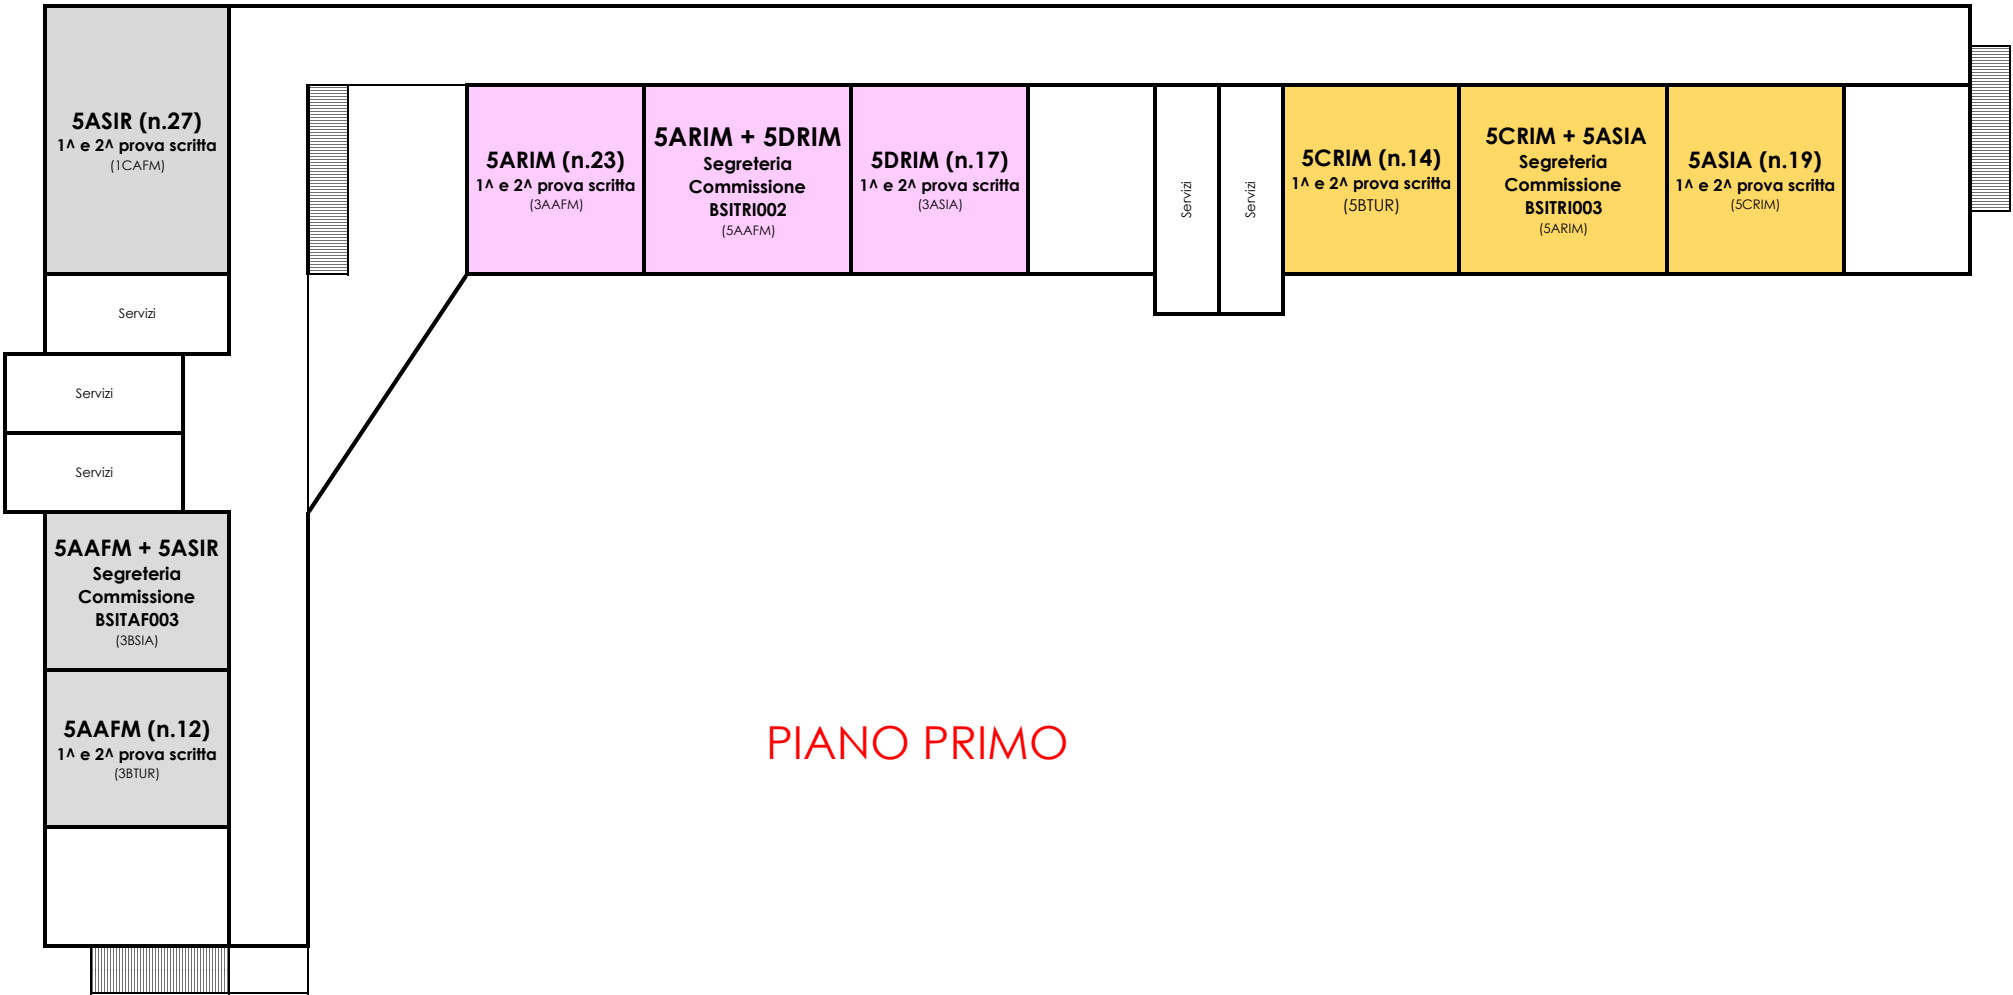 5ASIR (n.27)
1^ e 2^ prova scritta
(1CAFM)
5ARIM (n.23)
1^ e 2^ prova scritta
(3AAFM)
5ARIM + 5DRIM
Segreteria
Commissione
BSITRI002
(5AAFM)
5DRIM (n.17)
1^ e 2^ prova scritta
(3ASIA)
Servizi
Servizi
5CRIM (n.14)
1^ e 2^ prova scritta
(5BTUR)
5CRIM + 5ASIA
Segreteria
Commissione
BSITRI003
(5ARIM)
5ASIA (n.19)
1^ e 2^ prova scritta
(5CRIM)
Servizi
Servizi
Servizi
5AAFM + 5ASIR
Segreteria
Commissione
BSITAF003
(3BSIA)
5AAFM (n.12)
1^ e 2^ prova scritta
(3BTUR)
PIANO PRIMO